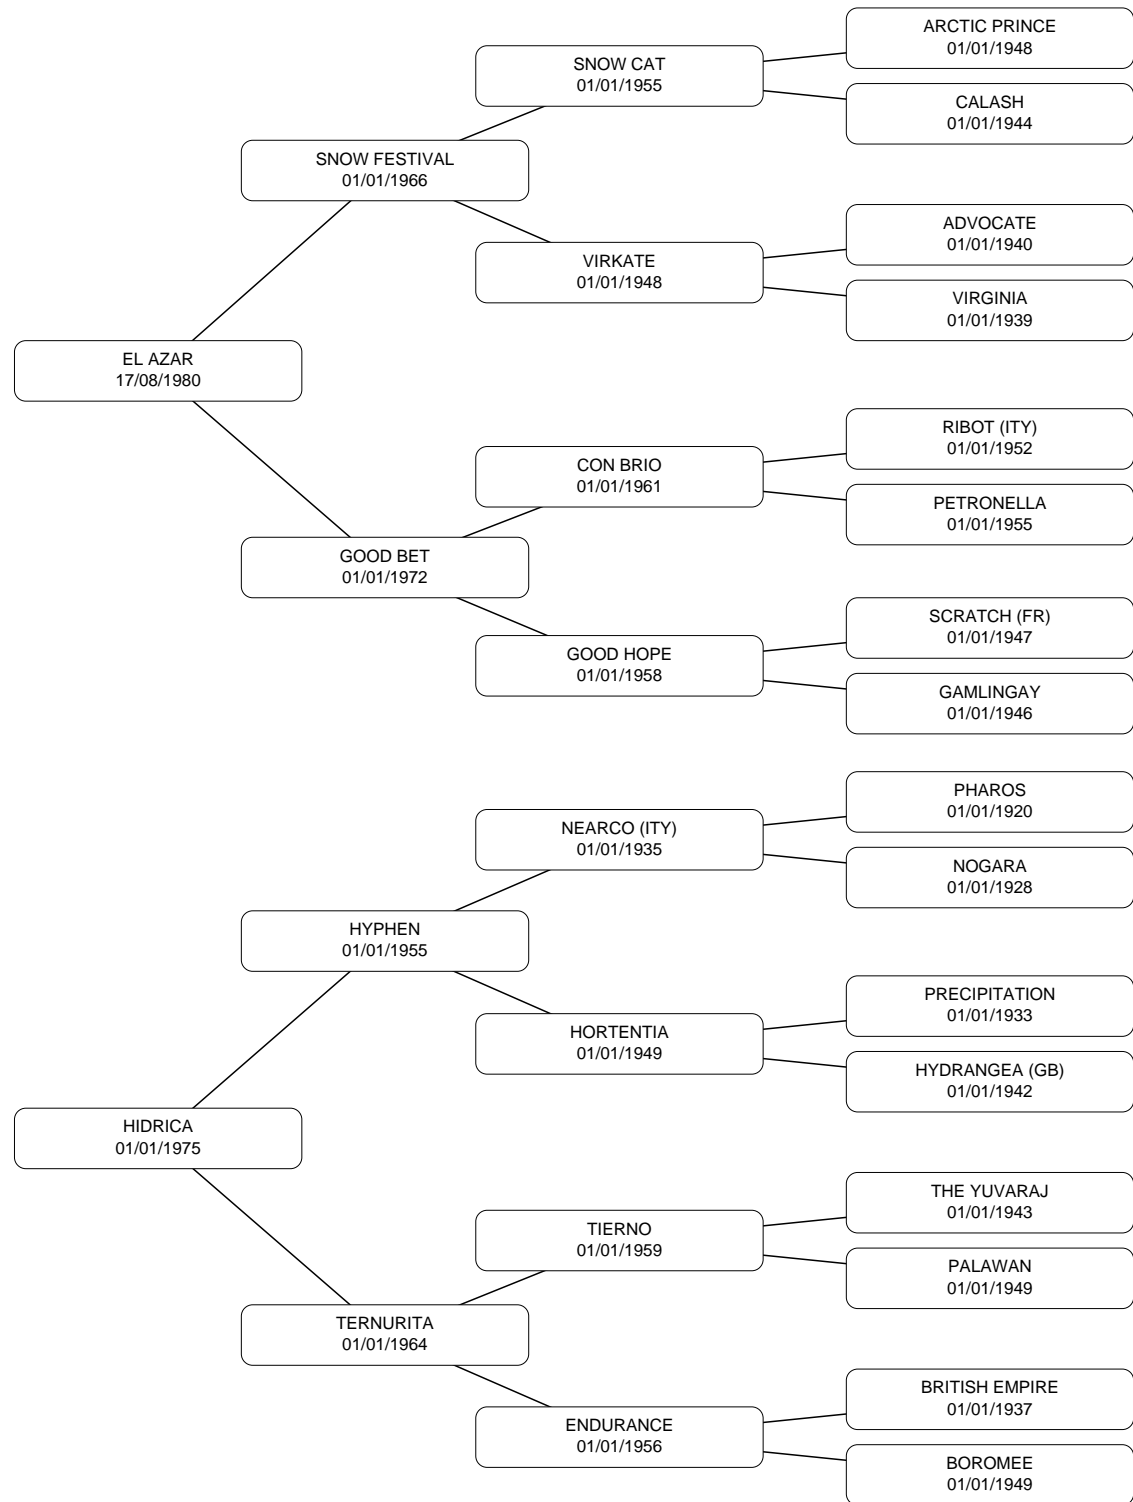 ARCTIC PRINCE
01/01/1948
SNOW CAT
01/01/1955
CALASH
01/01/1944
SNOW FESTIVAL
01/01/1966
ADVOCATE
01/01/1940
VIRKATE
01/01/1948
VIRGINIA
01/01/1939
EL AZAR
17/08/1980
RIBOT (ITY)
01/01/1952
CON BRIO
01/01/1961
PETRONELLA
01/01/1955
GOOD BET
01/01/1972
SCRATCH (FR)
01/01/1947
GOOD HOPE
01/01/1958
GAMLINGAY
01/01/1946
PHAROS
01/01/1920
NEARCO (ITY)
01/01/1935
NOGARA
01/01/1928
HYPHEN
01/01/1955
PRECIPITATION
01/01/1933
HORTENTIA
01/01/1949
HYDRANGEA (GB)
01/01/1942
HIDRICA
01/01/1975
THE YUVARAJ
01/01/1943
TIERNO
01/01/1959
PALAWAN
01/01/1949
TERNURITA
01/01/1964
BRITISH EMPIRE
01/01/1937
ENDURANCE
01/01/1956
BOROMEE
01/01/1949